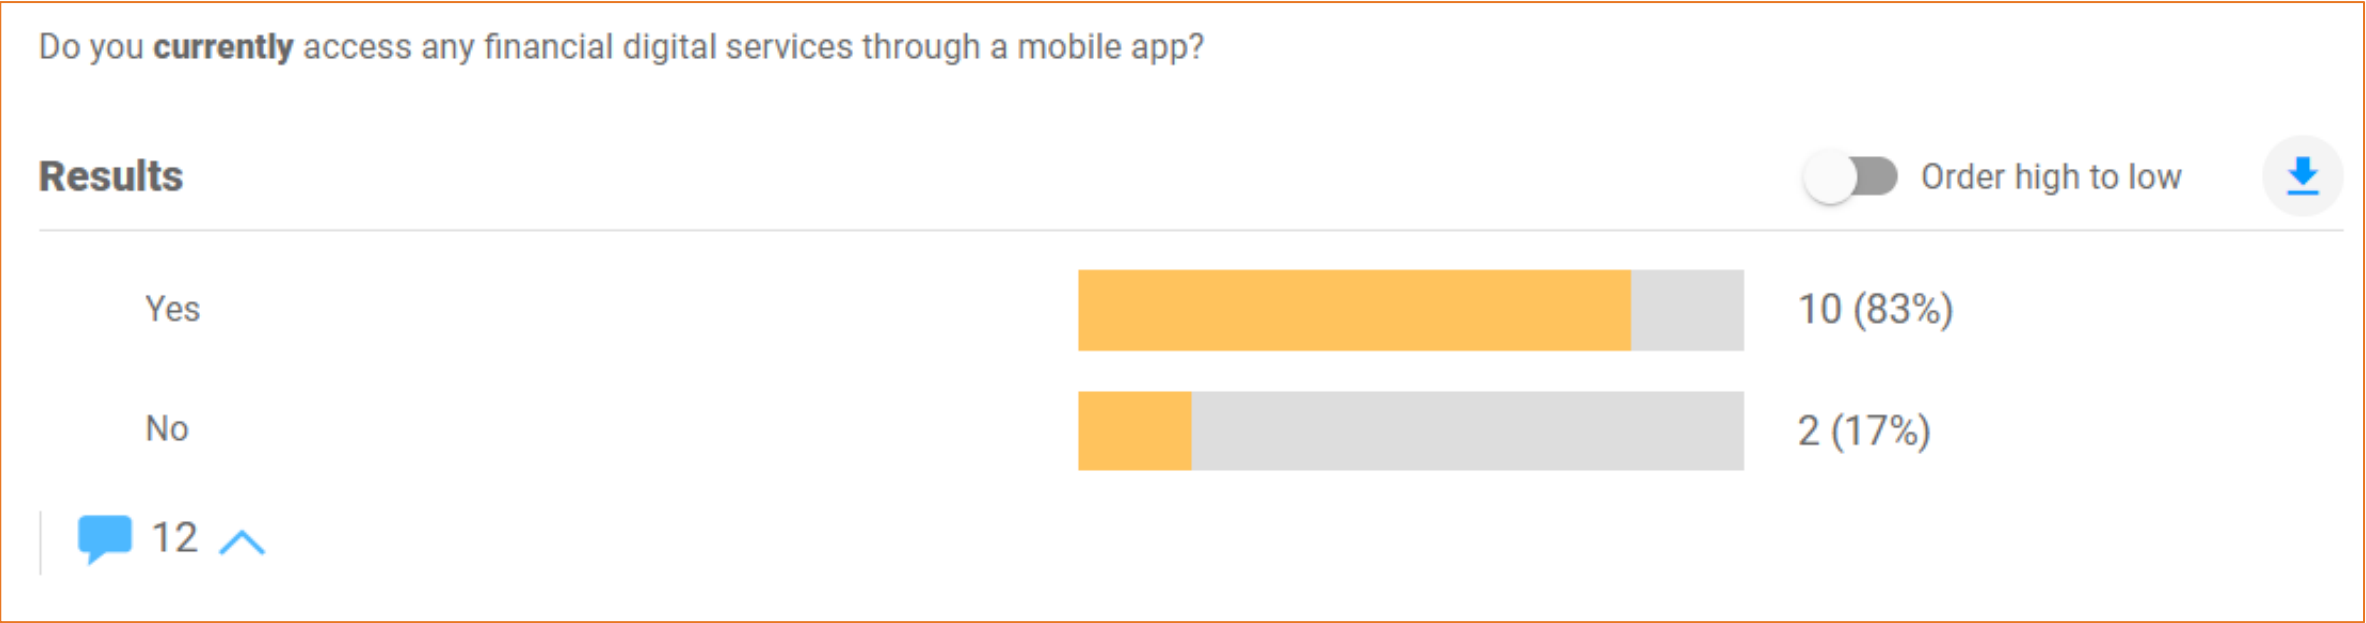 Do you currently access any financial digital services through a mobile app?
Results
Order high to low
Yes
10 (83%)
No
2 (17%)
12